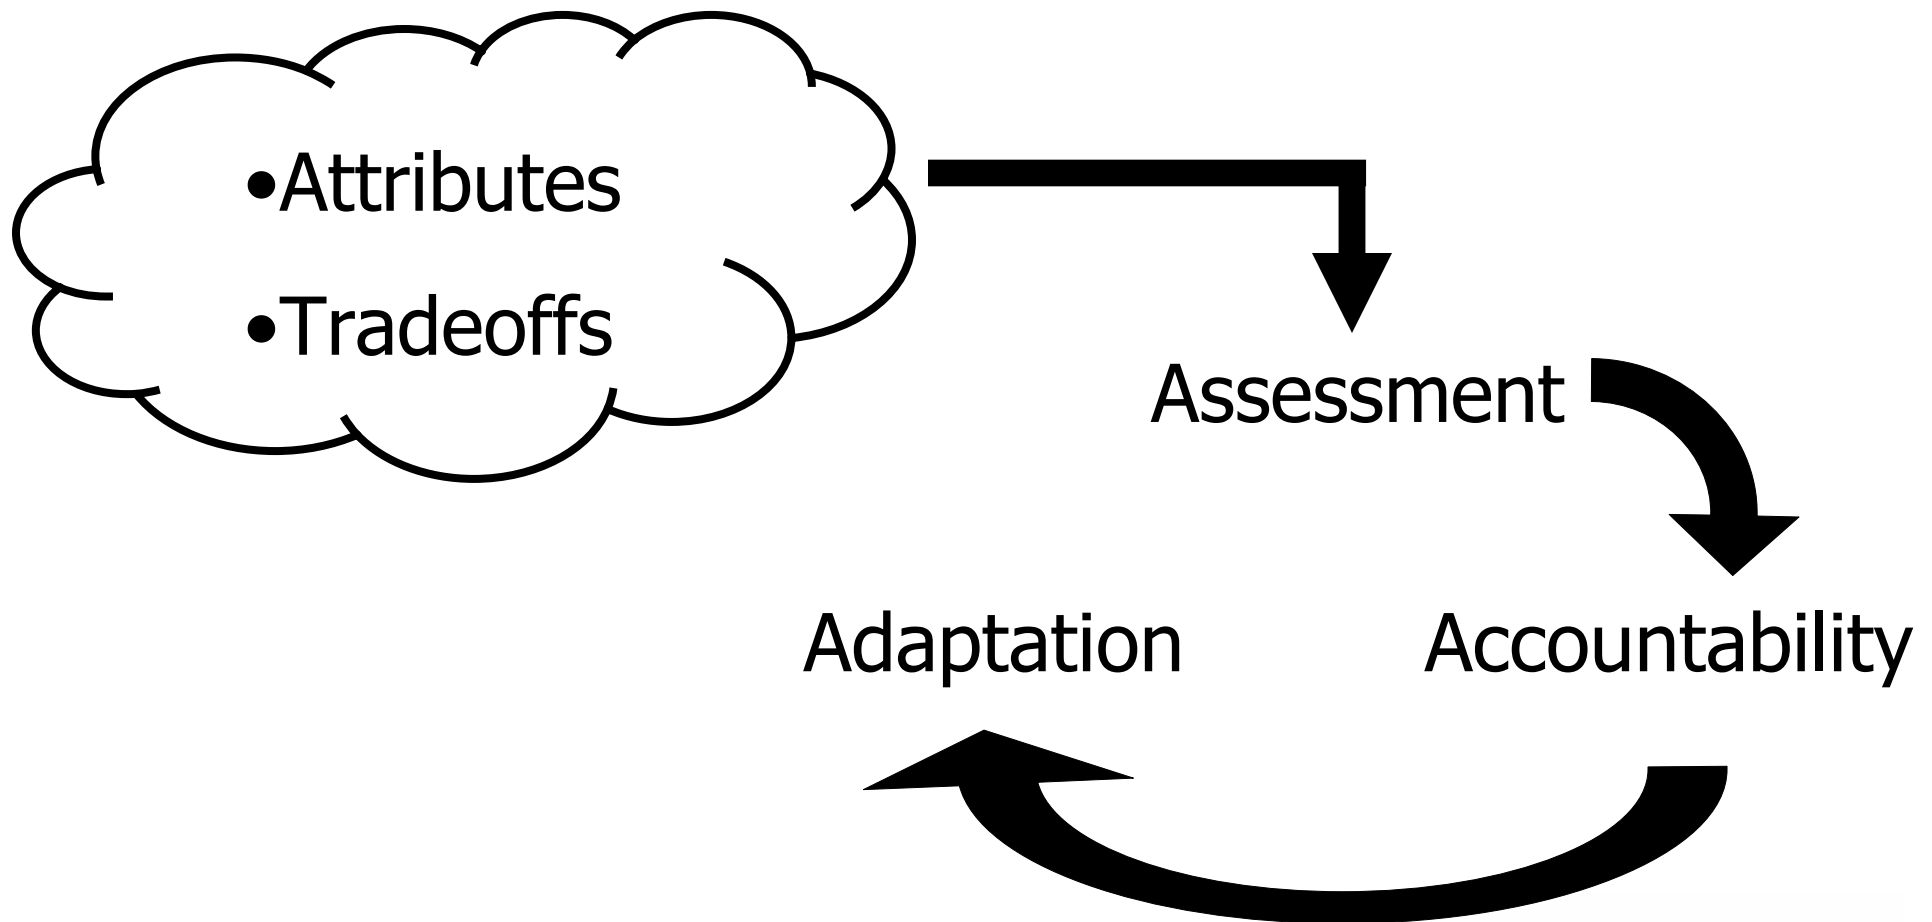 •Attributes
•Tradeoffs
Assessment
Adaptation
Accountability